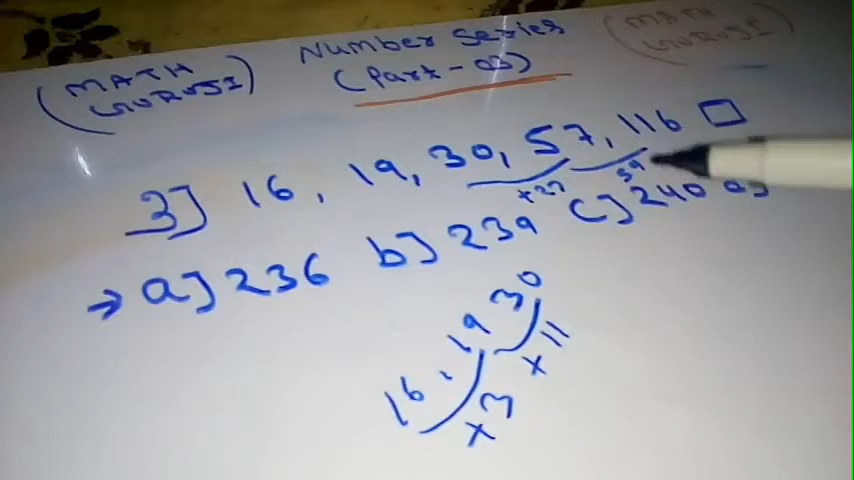 Number Series
(MATH GURUJI) (Part-03) (MATH GURUJI)
3] 16, 19, 30, 57, 116 □
+27 59
→ a] 236 b] 239 c] 240 d]
16, 19 30
+3 +11